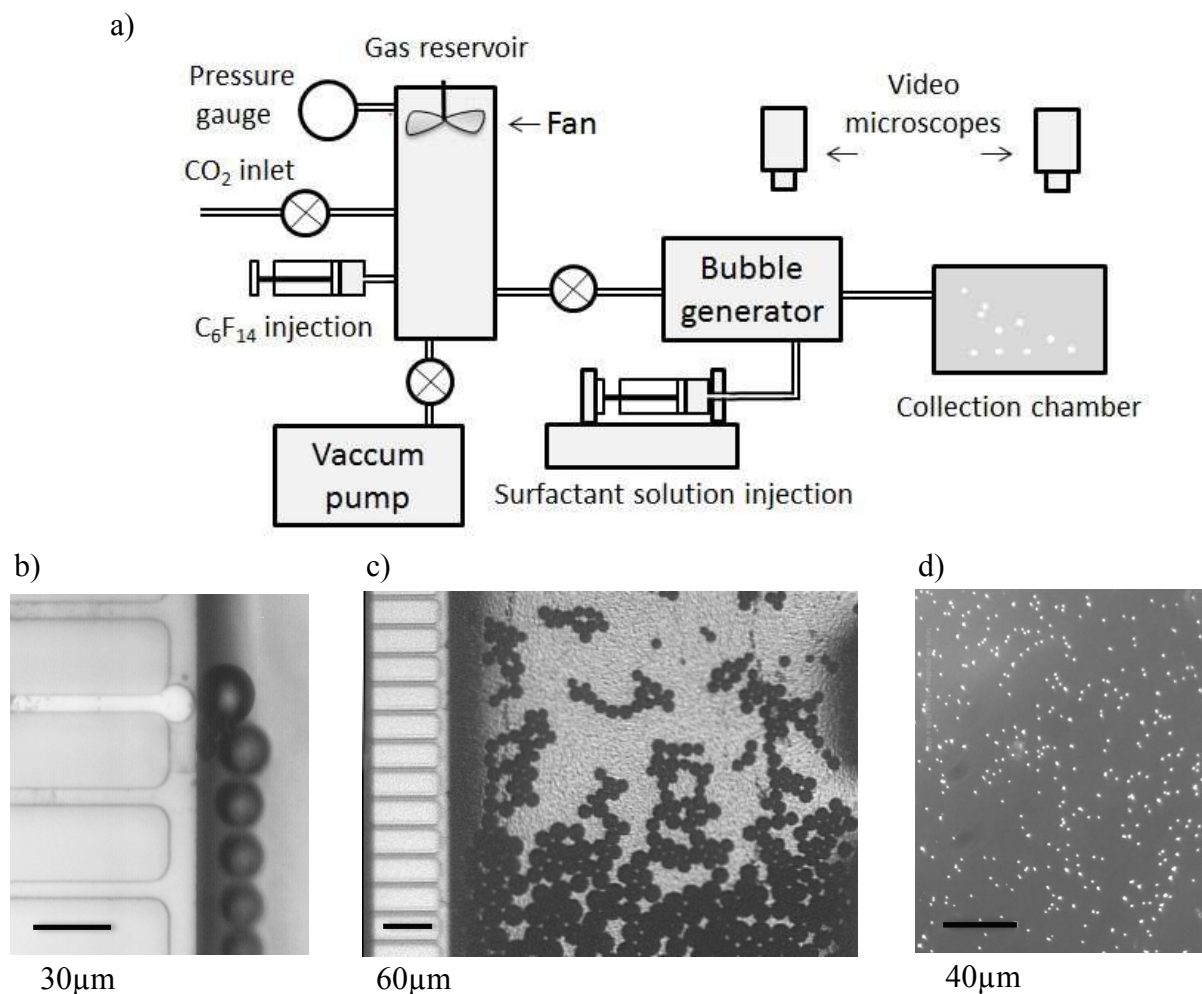 a)
Gas reservoir
Pressure
gauge
Fan
Video
microscopes
CO₂ inlet
C₆F₁₄ injection
Bubble
generator
Collection chamber
Vaccum
pump
Surfactant solution injection
b)
c)
d)
30µm
60µm
40µm